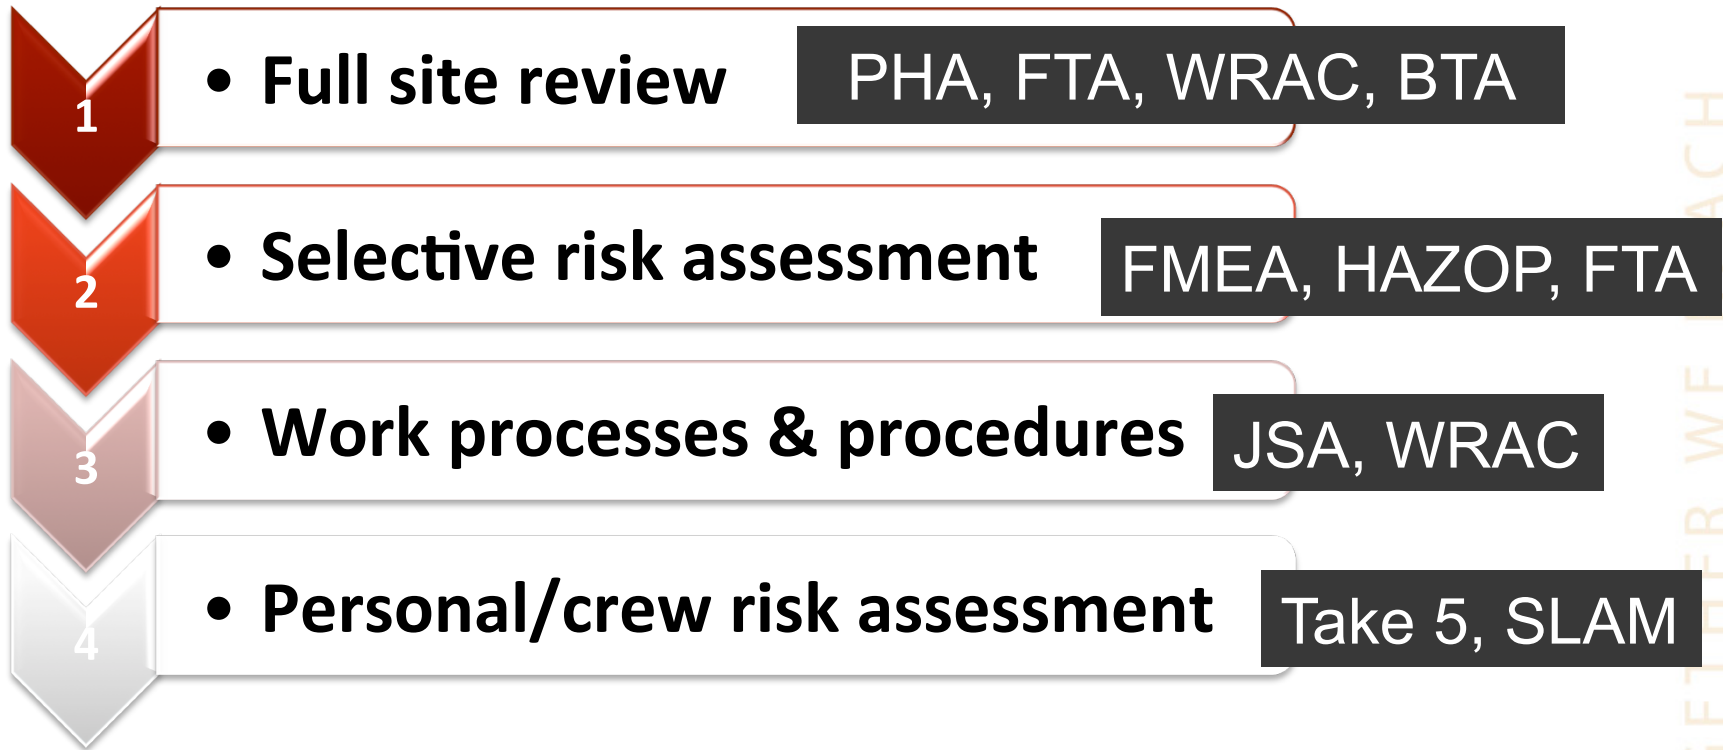 1
• Full site review
PHA, FTA, WRAC, BTA
2
• Selective risk assessment
FMEA, HAZOP, FTA
3
• Work processes & procedures
JSA, WRAC
4
• Personal/crew risk assessment
Take 5, SLAM
WE